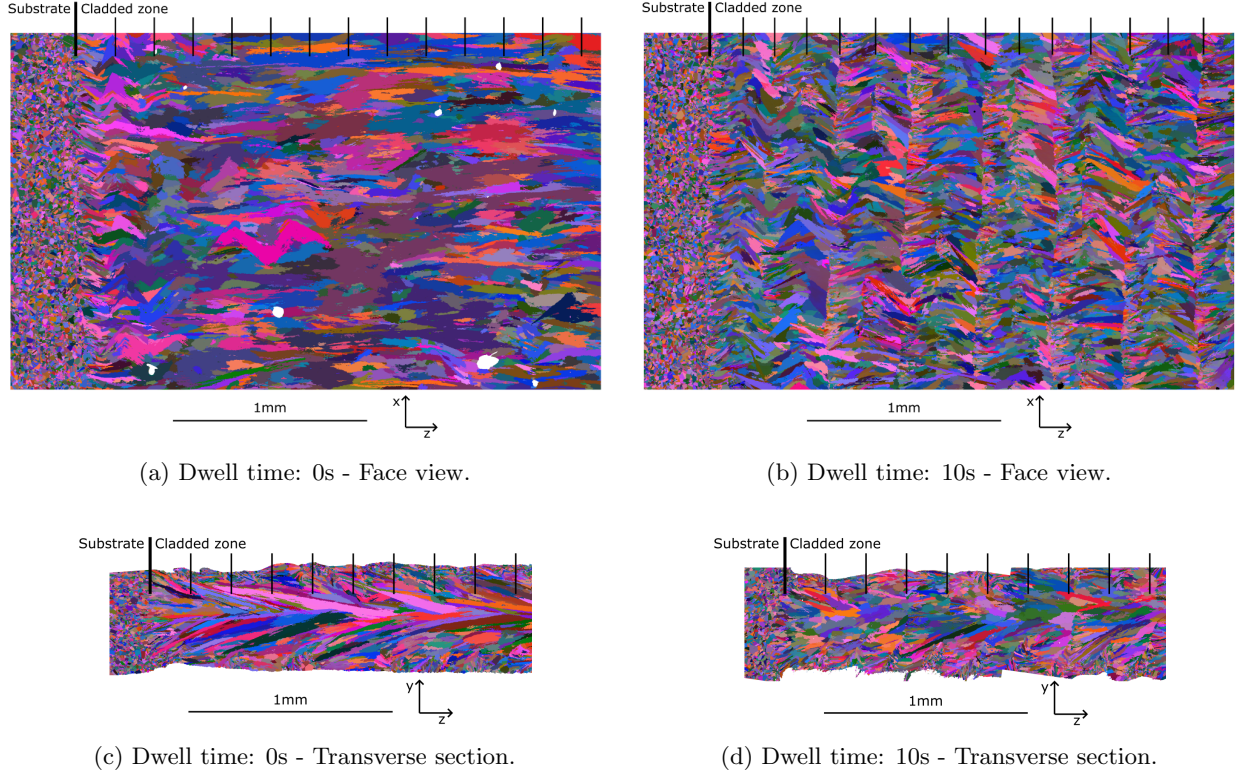 Substrate Cladded zone
Substrate Cladded zone
1mm
x
z
1mm
x
z
(a) Dwell time: 0s - Face view.
(b) Dwell time: 10s - Face view.
Substrate Cladded zone
Substrate Cladded zone
1mm
y
z
1mm
y
z
(c) Dwell time: 0s - Transverse section.
(d) Dwell time: 10s - Transverse section.